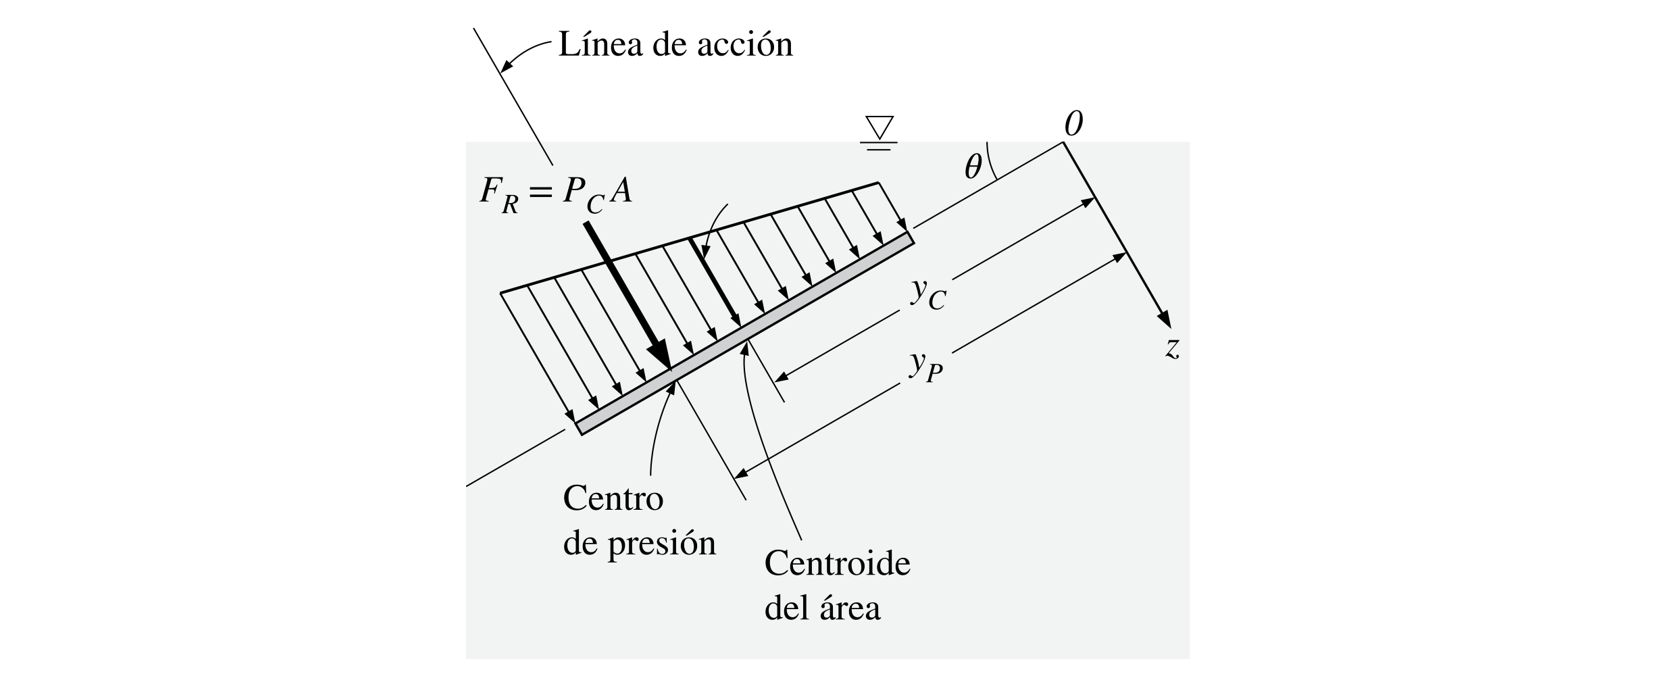 Línea de acción
0
θ
F_R = P_C A
y_C
y_P
z
Centro
de presión
Centroide
del área